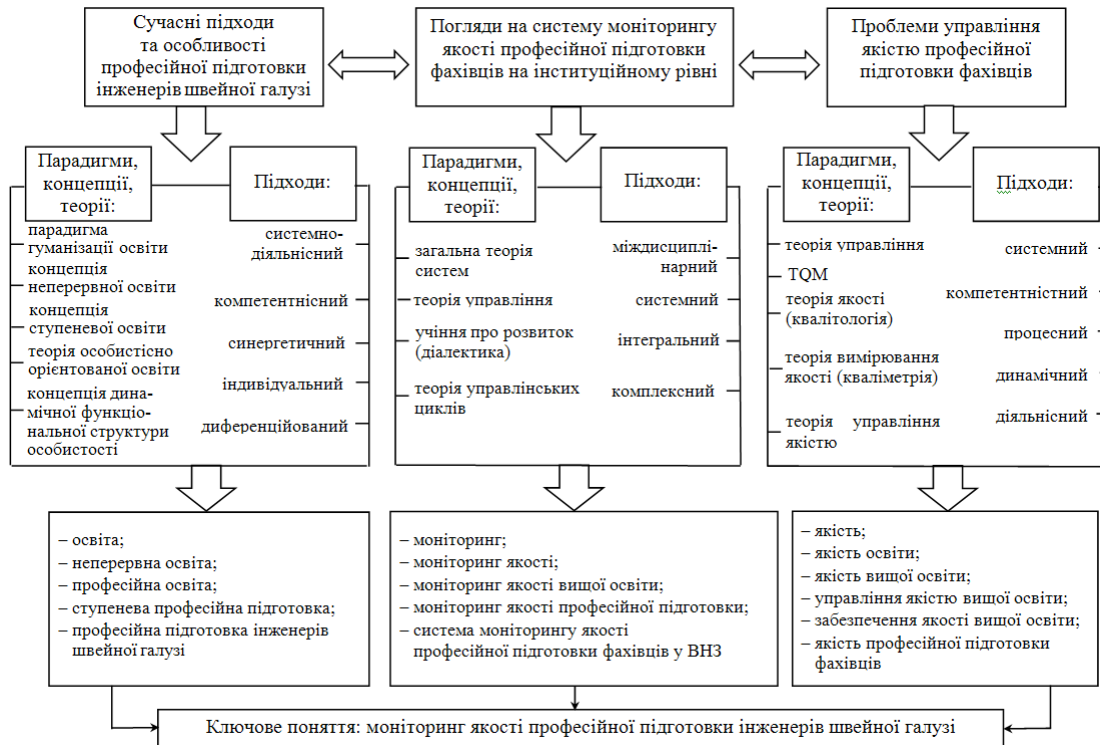 Сучасні підходи
та особливості
професійної підготовки
інженерів швейної галузі
Погляди на систему моніторингу
якості професійної підготовки
фахівців на інституційному рівні
Проблеми управління
якістю професійної
підготовки фахівців
Парадигми,
концепції,
теорії:
Підходи:
парадигма
гуманізації освіти
концепція
неперервної освіти
концепція
ступеневої освіти
теорія особистісно
орієнтованої освіти
концепція дина-
мічної функціо-
нальної структури
особистості
системно-
діяльнісний
компетентнісний
синергетичний
індивідуальний
диференційований
Парадигми,
концепції,
теорії:
Підходи:
загальна теорія
систем
теорія управління
учіння про розвиток
(діалектика)
теорія управлінських
циклів
міждисциплі-
нарний
системний
інтегральний
комплексний
Парадигми,
концепції,
теорії:
Підходи:
теорія управління
TQM
теорія якості
(квалітологія)
теорія вимірювання
якості (кваліметрія)
теорія управління
якістю
системний
компетентністний
процесний
динамічний
діяльнісний
– освіта;
– неперервна освіта;
– професійна освіта;
– ступенева професійна підготовка;
– професійна підготовка інженерів
швейної галузі
– моніторинг;
– моніторинг якості;
– моніторинг якості вищої освіти;
– моніторинг якості професійної підготовки;
– система моніторингу якості
професійної підготовки фахівців у ВНЗ
– якість;
– якість освіти;
– якість вищої освіти;
– управління якістю вищої освіти;
– забезпечення якості вищої освіти;
– якість професійної підготовки
фахівців
Ключове поняття: моніторинг якості професійної підготовки інженерів швейної галузі